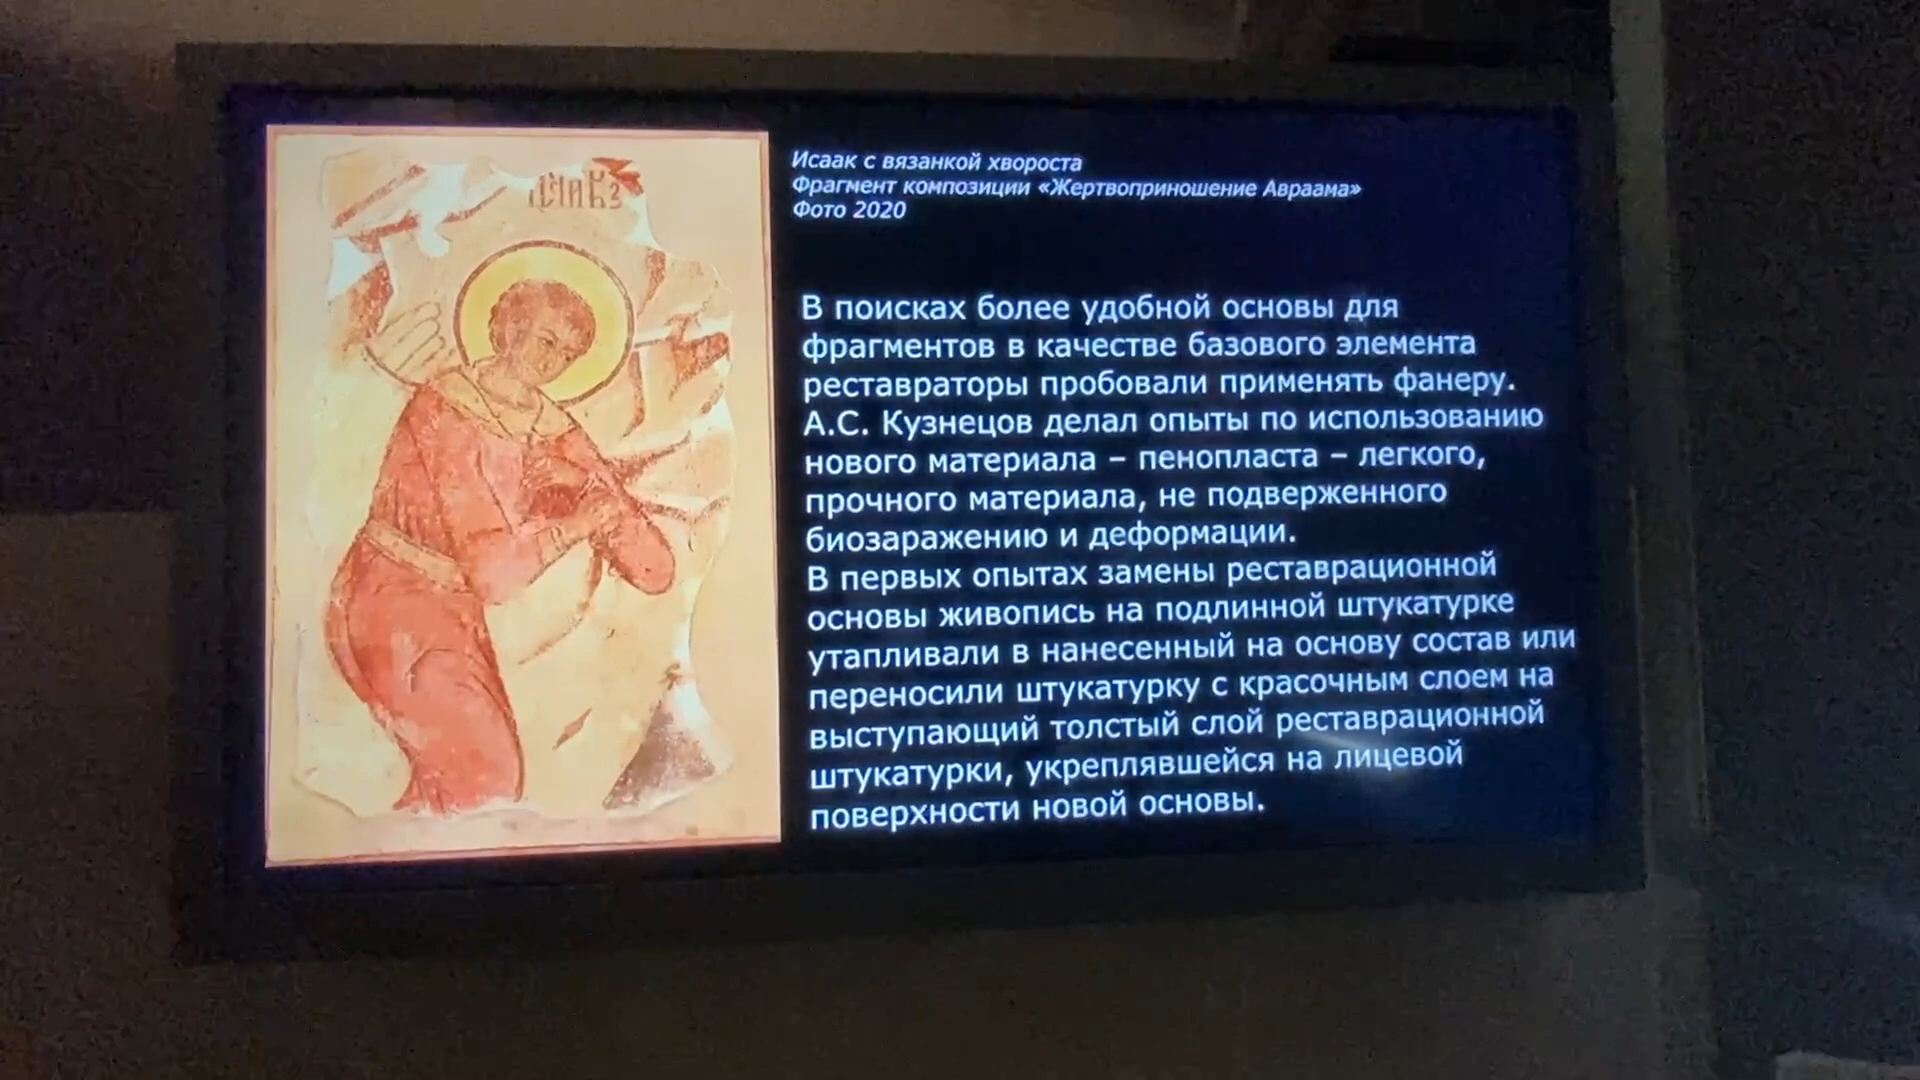 Исаак с вязанкой хвороста
Фрагмент композиции «Жертвоприношение Авраама»
Фото 2020
В поисках более удобной основы для
фрагментов в качестве базового элемента
реставраторы пробовали применять фанеру.
А.С. Кузнецов делал опыты по использованию
нового материала – пенопласта – легкого,
прочного материала, не подверженного
биозаражению и деформации.
В первых опытах замены реставрационной
основы живопись на подлинной штукатурке
утапливали в нанесенный на основу состав или
переносили штукатурку с красочным слоем на
выступающий толстый слой реставрационной
штукатурки, укреплявшейся на лицевой
поверхности новой основы.